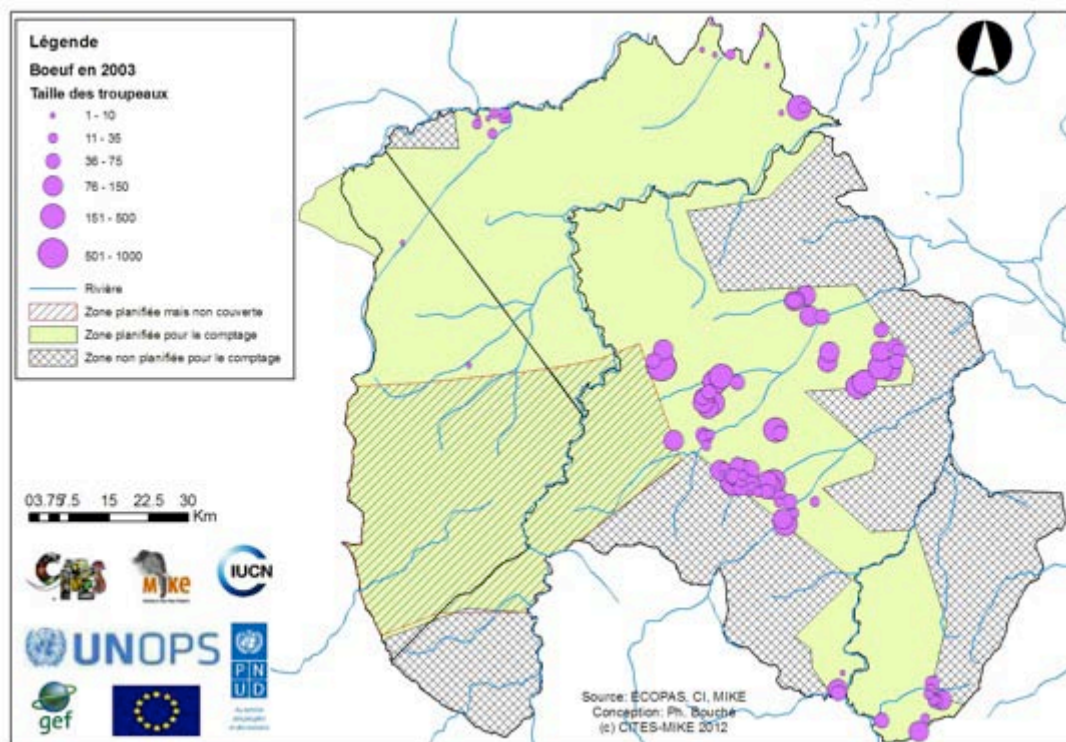 Légende
Boeuf en 2003
Taille des troupeaux
1 - 10
11 - 35
36 - 75
76 - 150
151 - 500
501 - 1000
Rivière
Zone planifiée mais non couverte
Zone planifiée pour le comptage
Zone non planifiée pour le comptage
03.757.5 15 22.5 30
Km
CITES
MIKE
IUCN
UNOPS
PNUD
gef
Source: ECOPAS, CI, MIKE
Conception: Ph. Bouché
(c) CITES-MIKE 2012